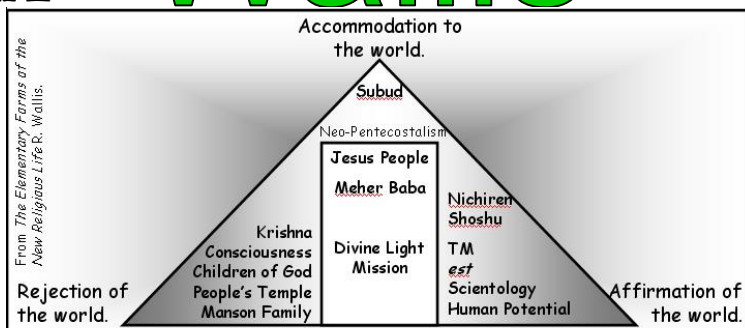 Accommodation to
the world.
From The Elementary Forms of the
New Religious Life R. Wallis.
Subud
Neo-Pentecostalism
Jesus People
Meher Baba
Divine Light
Mission
Krishna
Consciousness
Children of God
People's Temple
Manson Family
Nichiren
Shoshu
TM
est
Scientology
Human Potential
Rejection of
the world.
Affirmation of
the world.